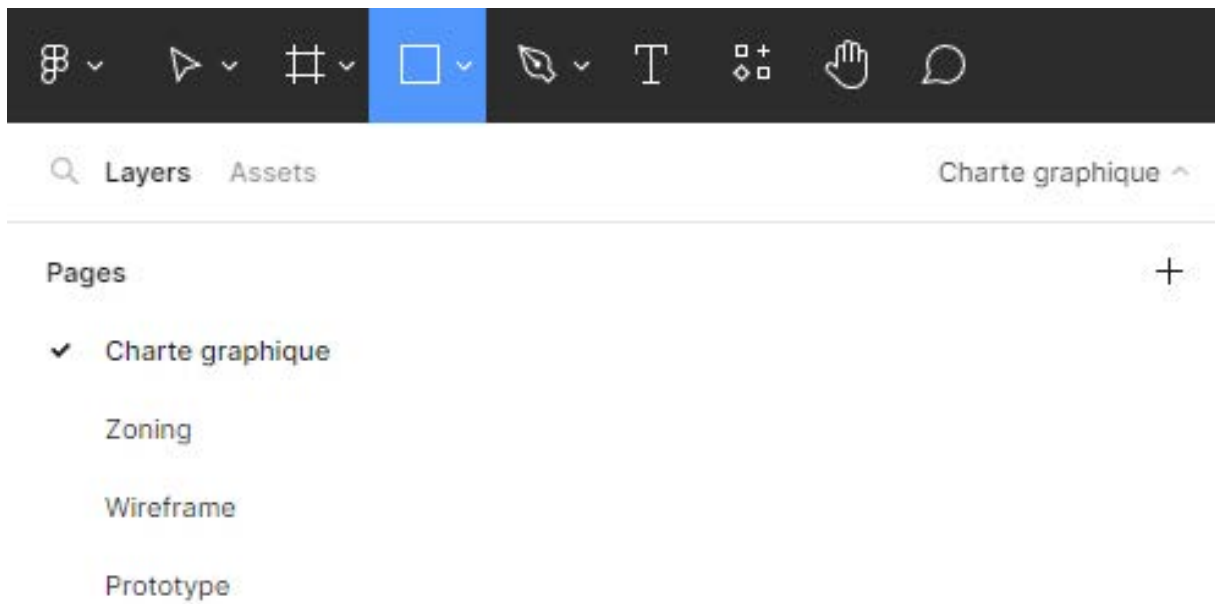 Layers Assets Charte graphique
Pages
Charte graphique
Zoning
Wireframe
Prototype